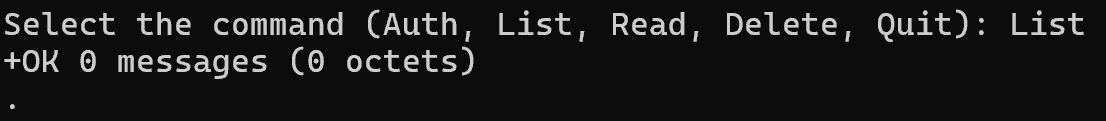 Select the command (Auth, List, Read, Delete, Quit): List
+OK 0 messages (0 octets)
.